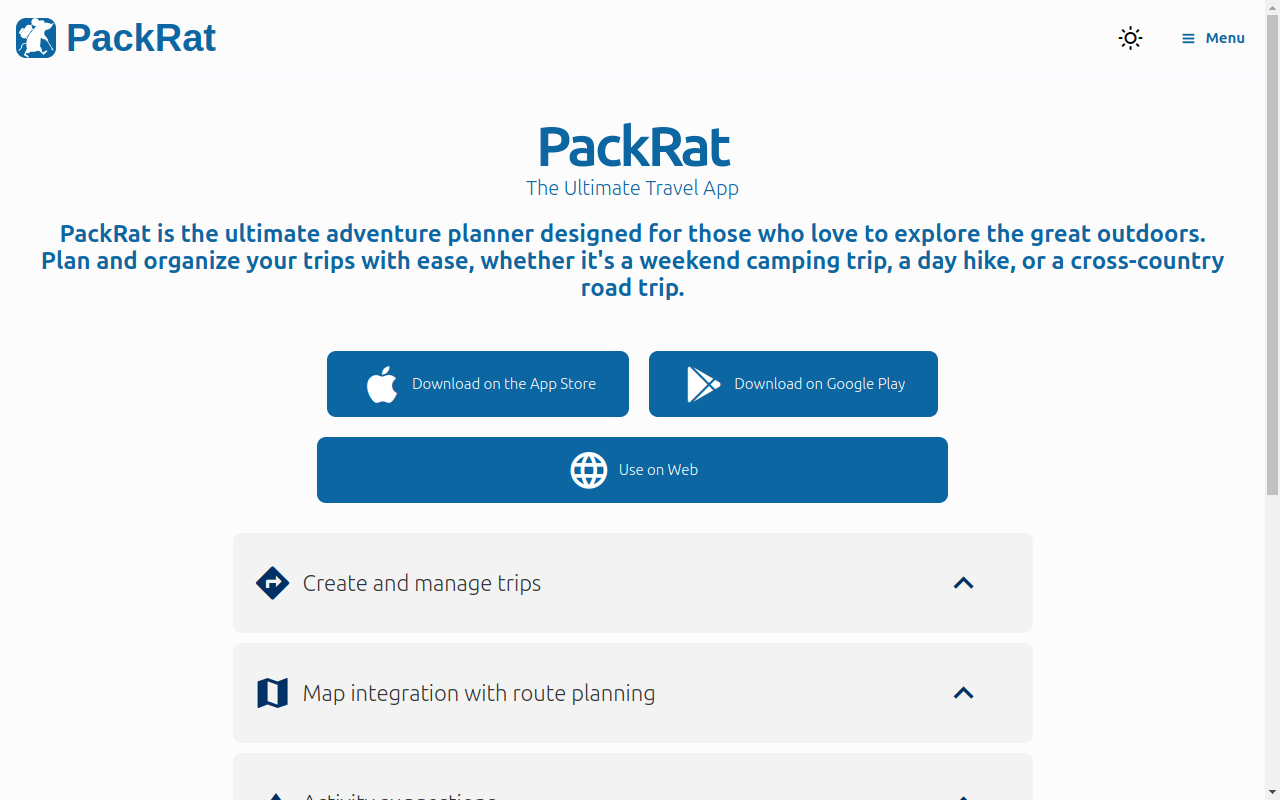 PackRat
Menu
PackRat
The Ultimate Travel App
PackRat is the ultimate adventure planner designed for those who love to explore the great outdoors.
Plan and organize your trips with ease, whether it's a weekend camping trip, a day hike, or a cross-country
road trip.
Download on the App Store
Download on Google Play
Use on Web
Create and manage trips
Map integration with route planning
Activity suggestions